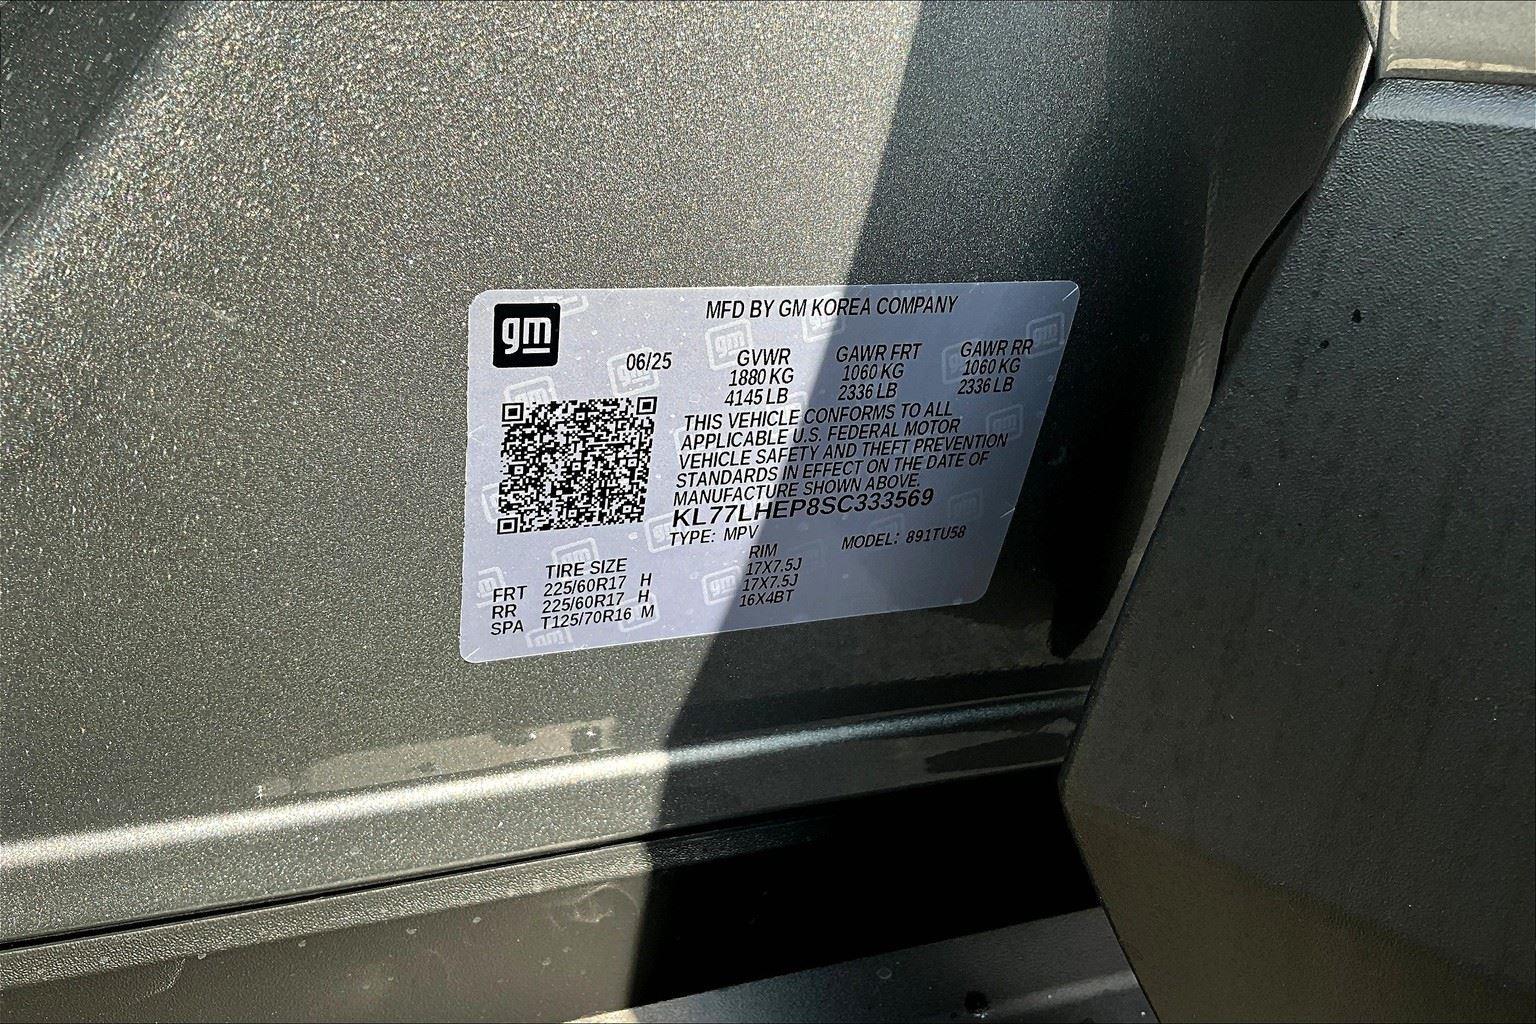 gm
MFD BY GM KOREA COMPANY
06/25 GVWR GAWR FRT GAWR RR
1880 KG 1060 KG 1060 KG
4145 LB 2336 LB 2336 LB
THIS VEHICLE CONFORMS TO ALL
APPLICABLE U.S. FEDERAL MOTOR
VEHICLE SAFETY AND THEFT PREVENTION
STANDARDS IN EFFECT ON THE DATE OF
MANUFACTURE SHOWN ABOVE.
KL77LHEP8SC333569
TYPE: MPV MODEL: 891TU58
TIRE SIZE RIM
FRT 225/60R17 H 17X7.5J
RR 225/60R17 H 17X7.5J
SPA T125/70R16 M 16X4BT